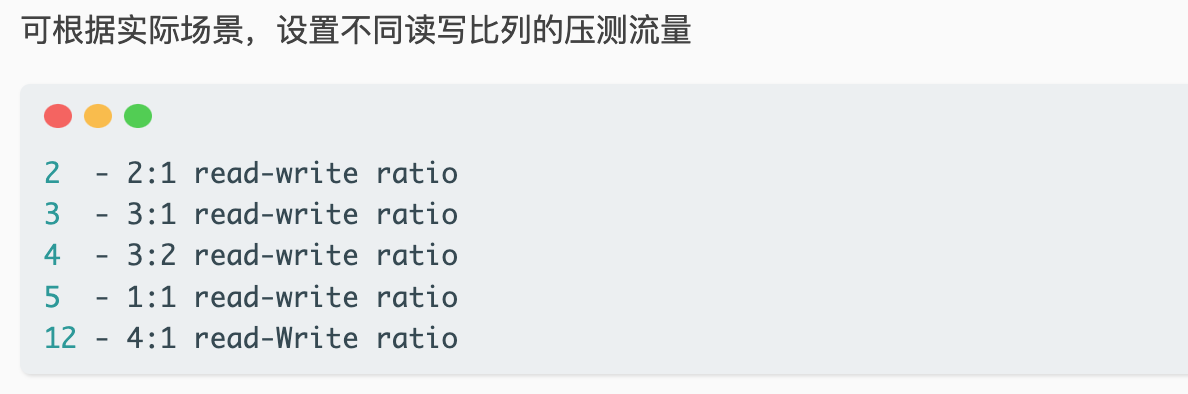 可根据实际场景，设置不同读写比列的压测流量
2  - 2:1 read-write ratio
3  - 3:1 read-write ratio
4  - 3:2 read-write ratio
5  - 1:1 read-write ratio
12 - 4:1 read-Write ratio